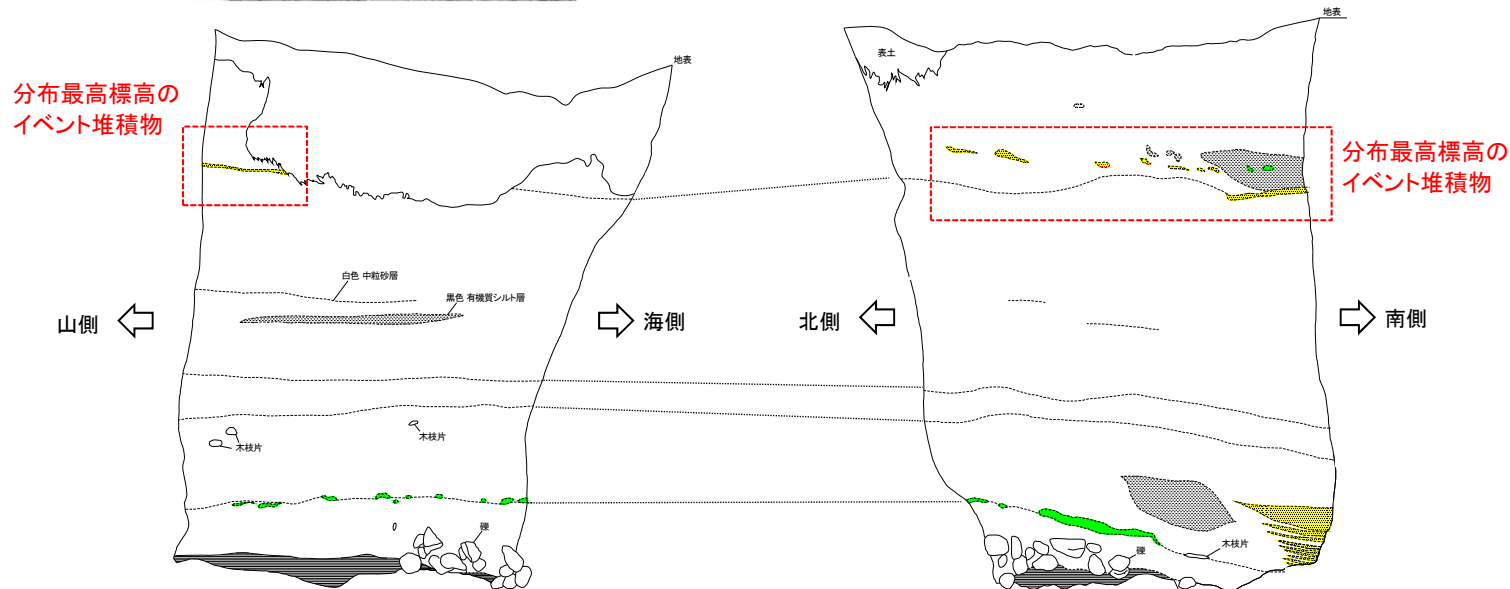 分布最高標高の
イベント堆積物
地表
白色 中粒砂層
黒色 有機質シルト層
山側
海側
木枝片
木枝片
礫
地表
表土
分布最高標高の
イベント堆積物
北側
南側
木枝片
礫